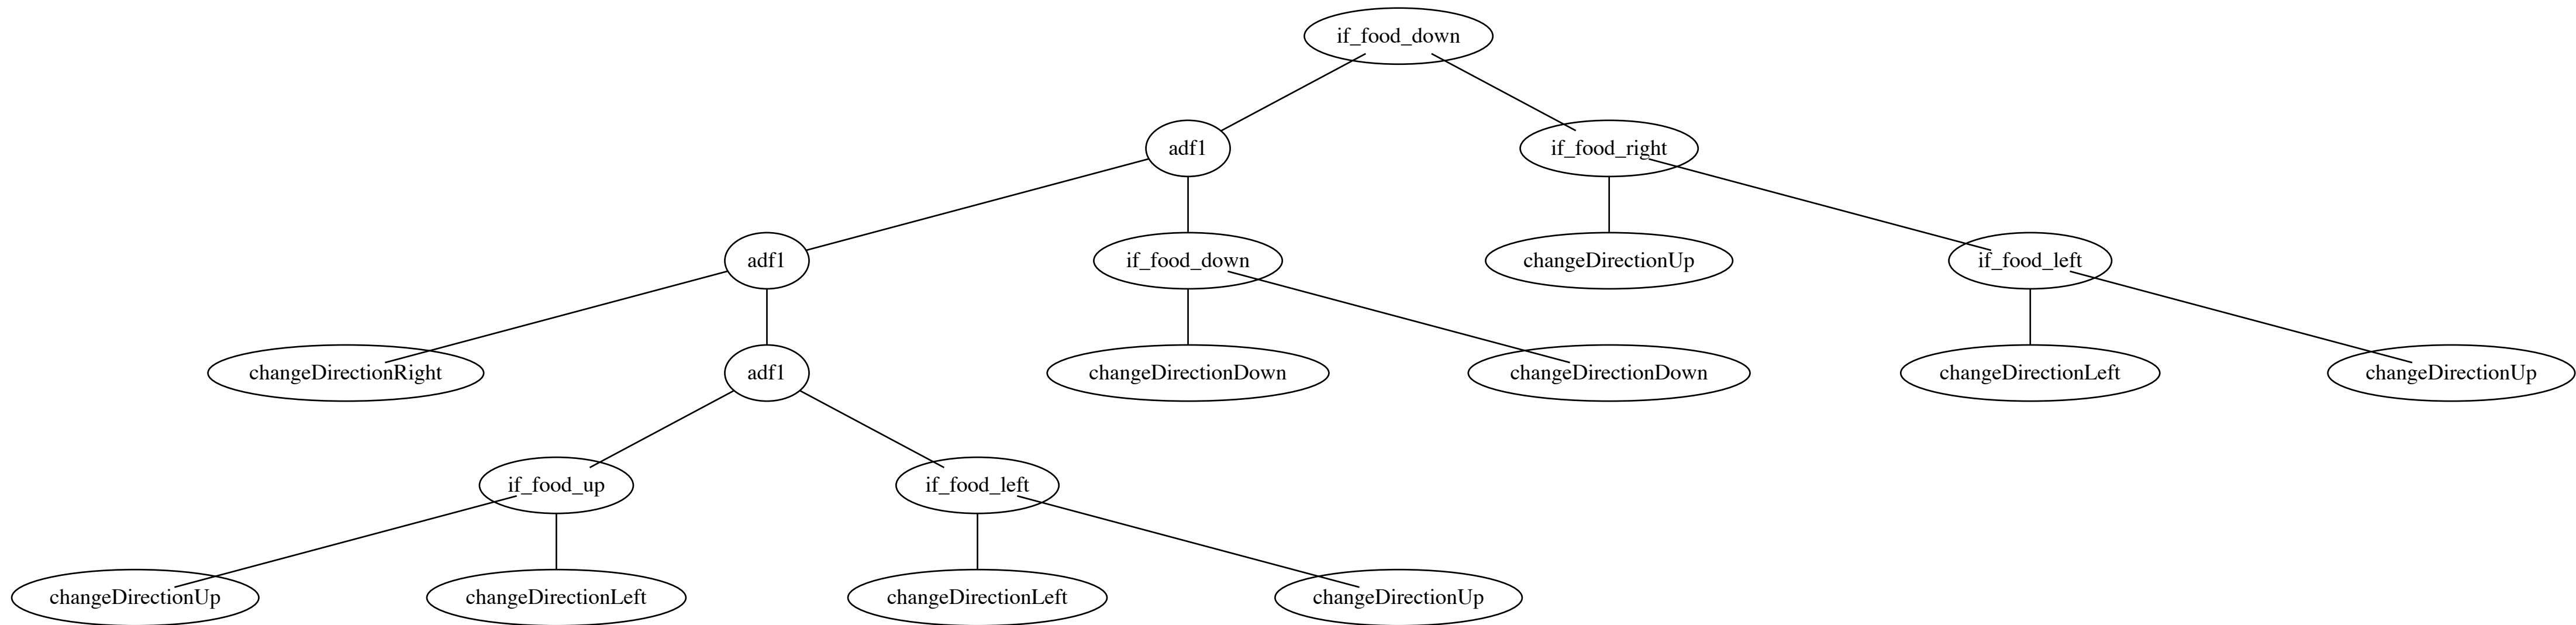 if_food_down
adf1
if_food_right
adf1
if_food_down
changeDirectionUp
if_food_left
changeDirectionRight
adf1
changeDirectionDown
changeDirectionDown
changeDirectionLeft
changeDirectionUp
if_food_up
if_food_left
changeDirectionUp
changeDirectionLeft
changeDirectionLeft
changeDirectionUp